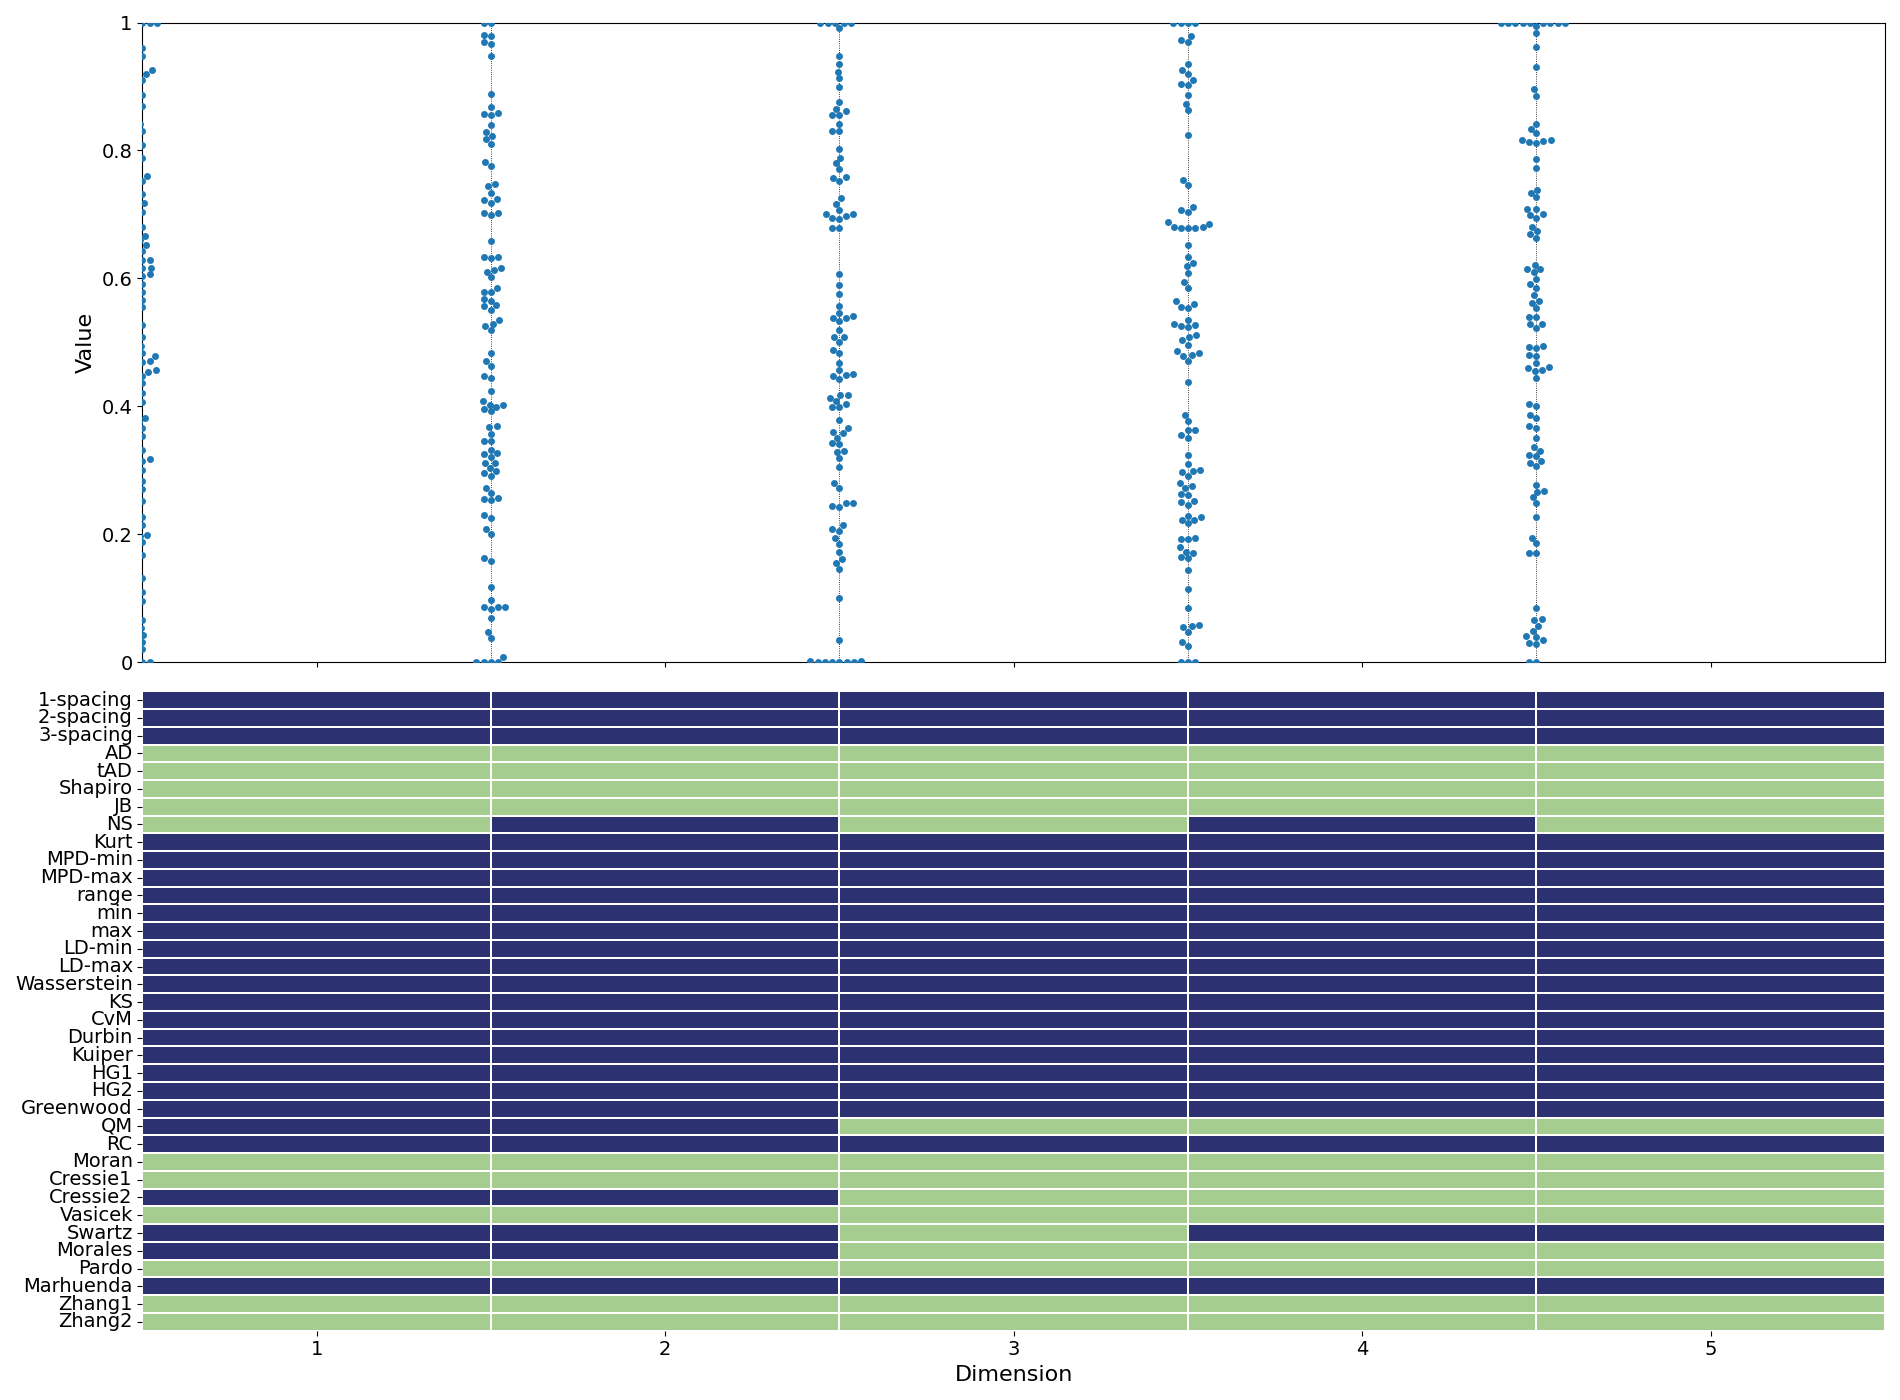 1
0.8
0.6
0.4
0.2
0
Value
1-spacing
2-spacing
3-spacing
AD
tAD
Shapiro
JB
NS
Kurt
MPD-min
MPD-max
range
min
max
LD-min
LD-max
Wasserstein
KS
CvM
Durbin
Kuiper
HG1
HG2
Greenwood
QM
RC
Moran
Cressie1
Cressie2
Vasicek
Swartz
Morales
Pardo
Marhuenda
Zhang1
Zhang2
1 2 3 4 5
Dimension